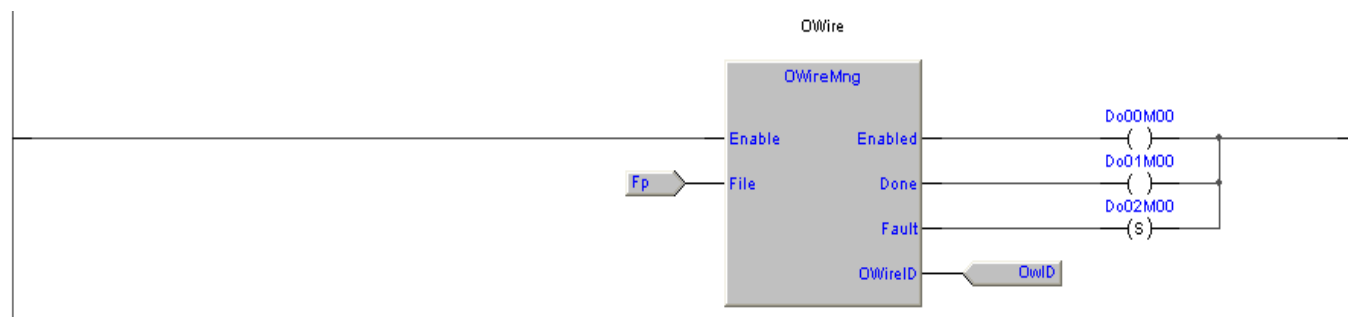 OWire
OWireMng
Do00M00
Enable Enabled
Do01M00
Fp File Done
Do02M00
Fault (S)
OWireID OwID